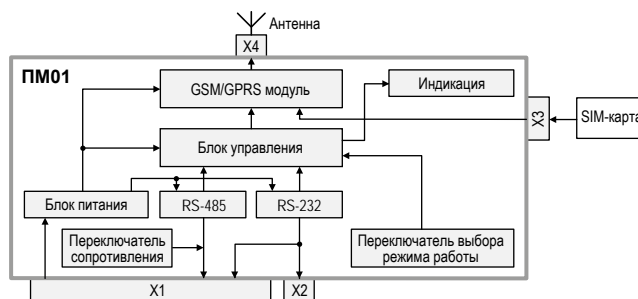 Антенна
X4
ПМ01
GSM/GPRS модуль
Индикация
X3
SIM-карта
Блок управления
Блок питания
RS-485
RS-232
Переключатель
сопротивления
Переключатель выбора
режима работы
X1
X2